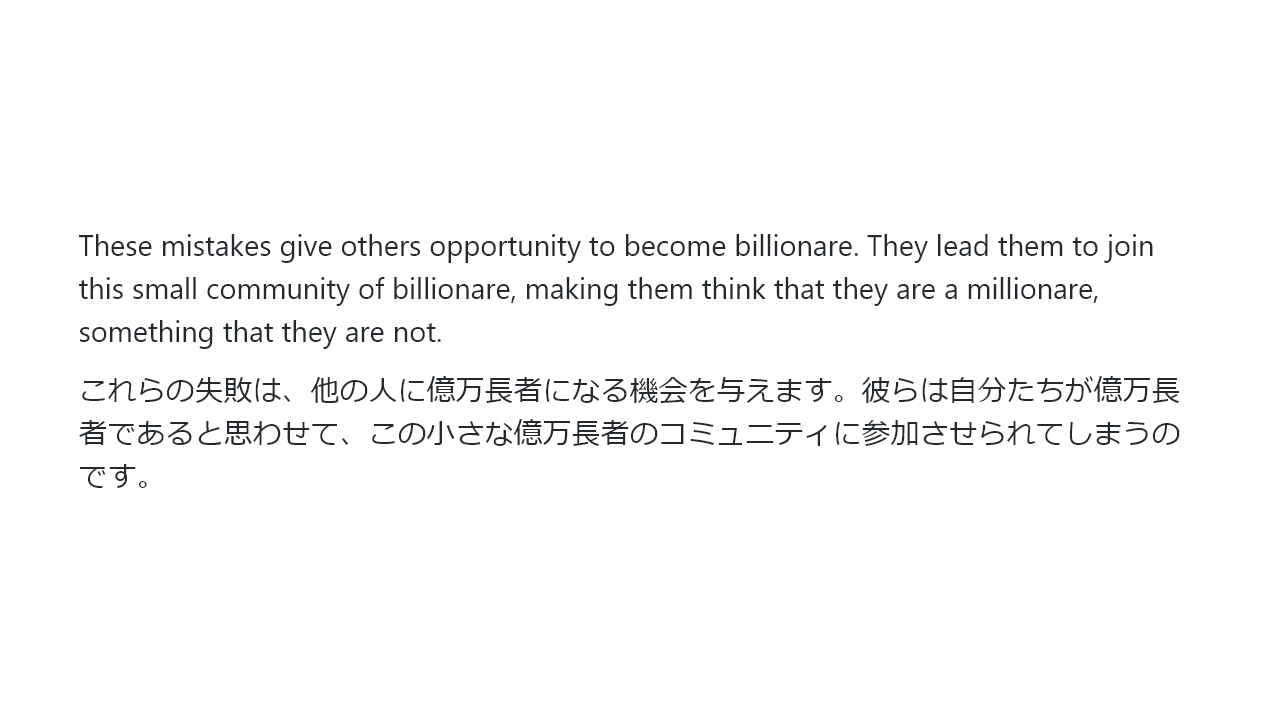 These mistakes give others opportunity to become billionare. They lead them to join
this small community of billionare, making them think that they are a millionare,
something that they are not.
これらの失敗は、他の人に億万長者になる機会を与えます。彼らは自分たちが億万長
者であると思わせて、この小さな億万長者のコミュニティに参加させられてしまうの
です。